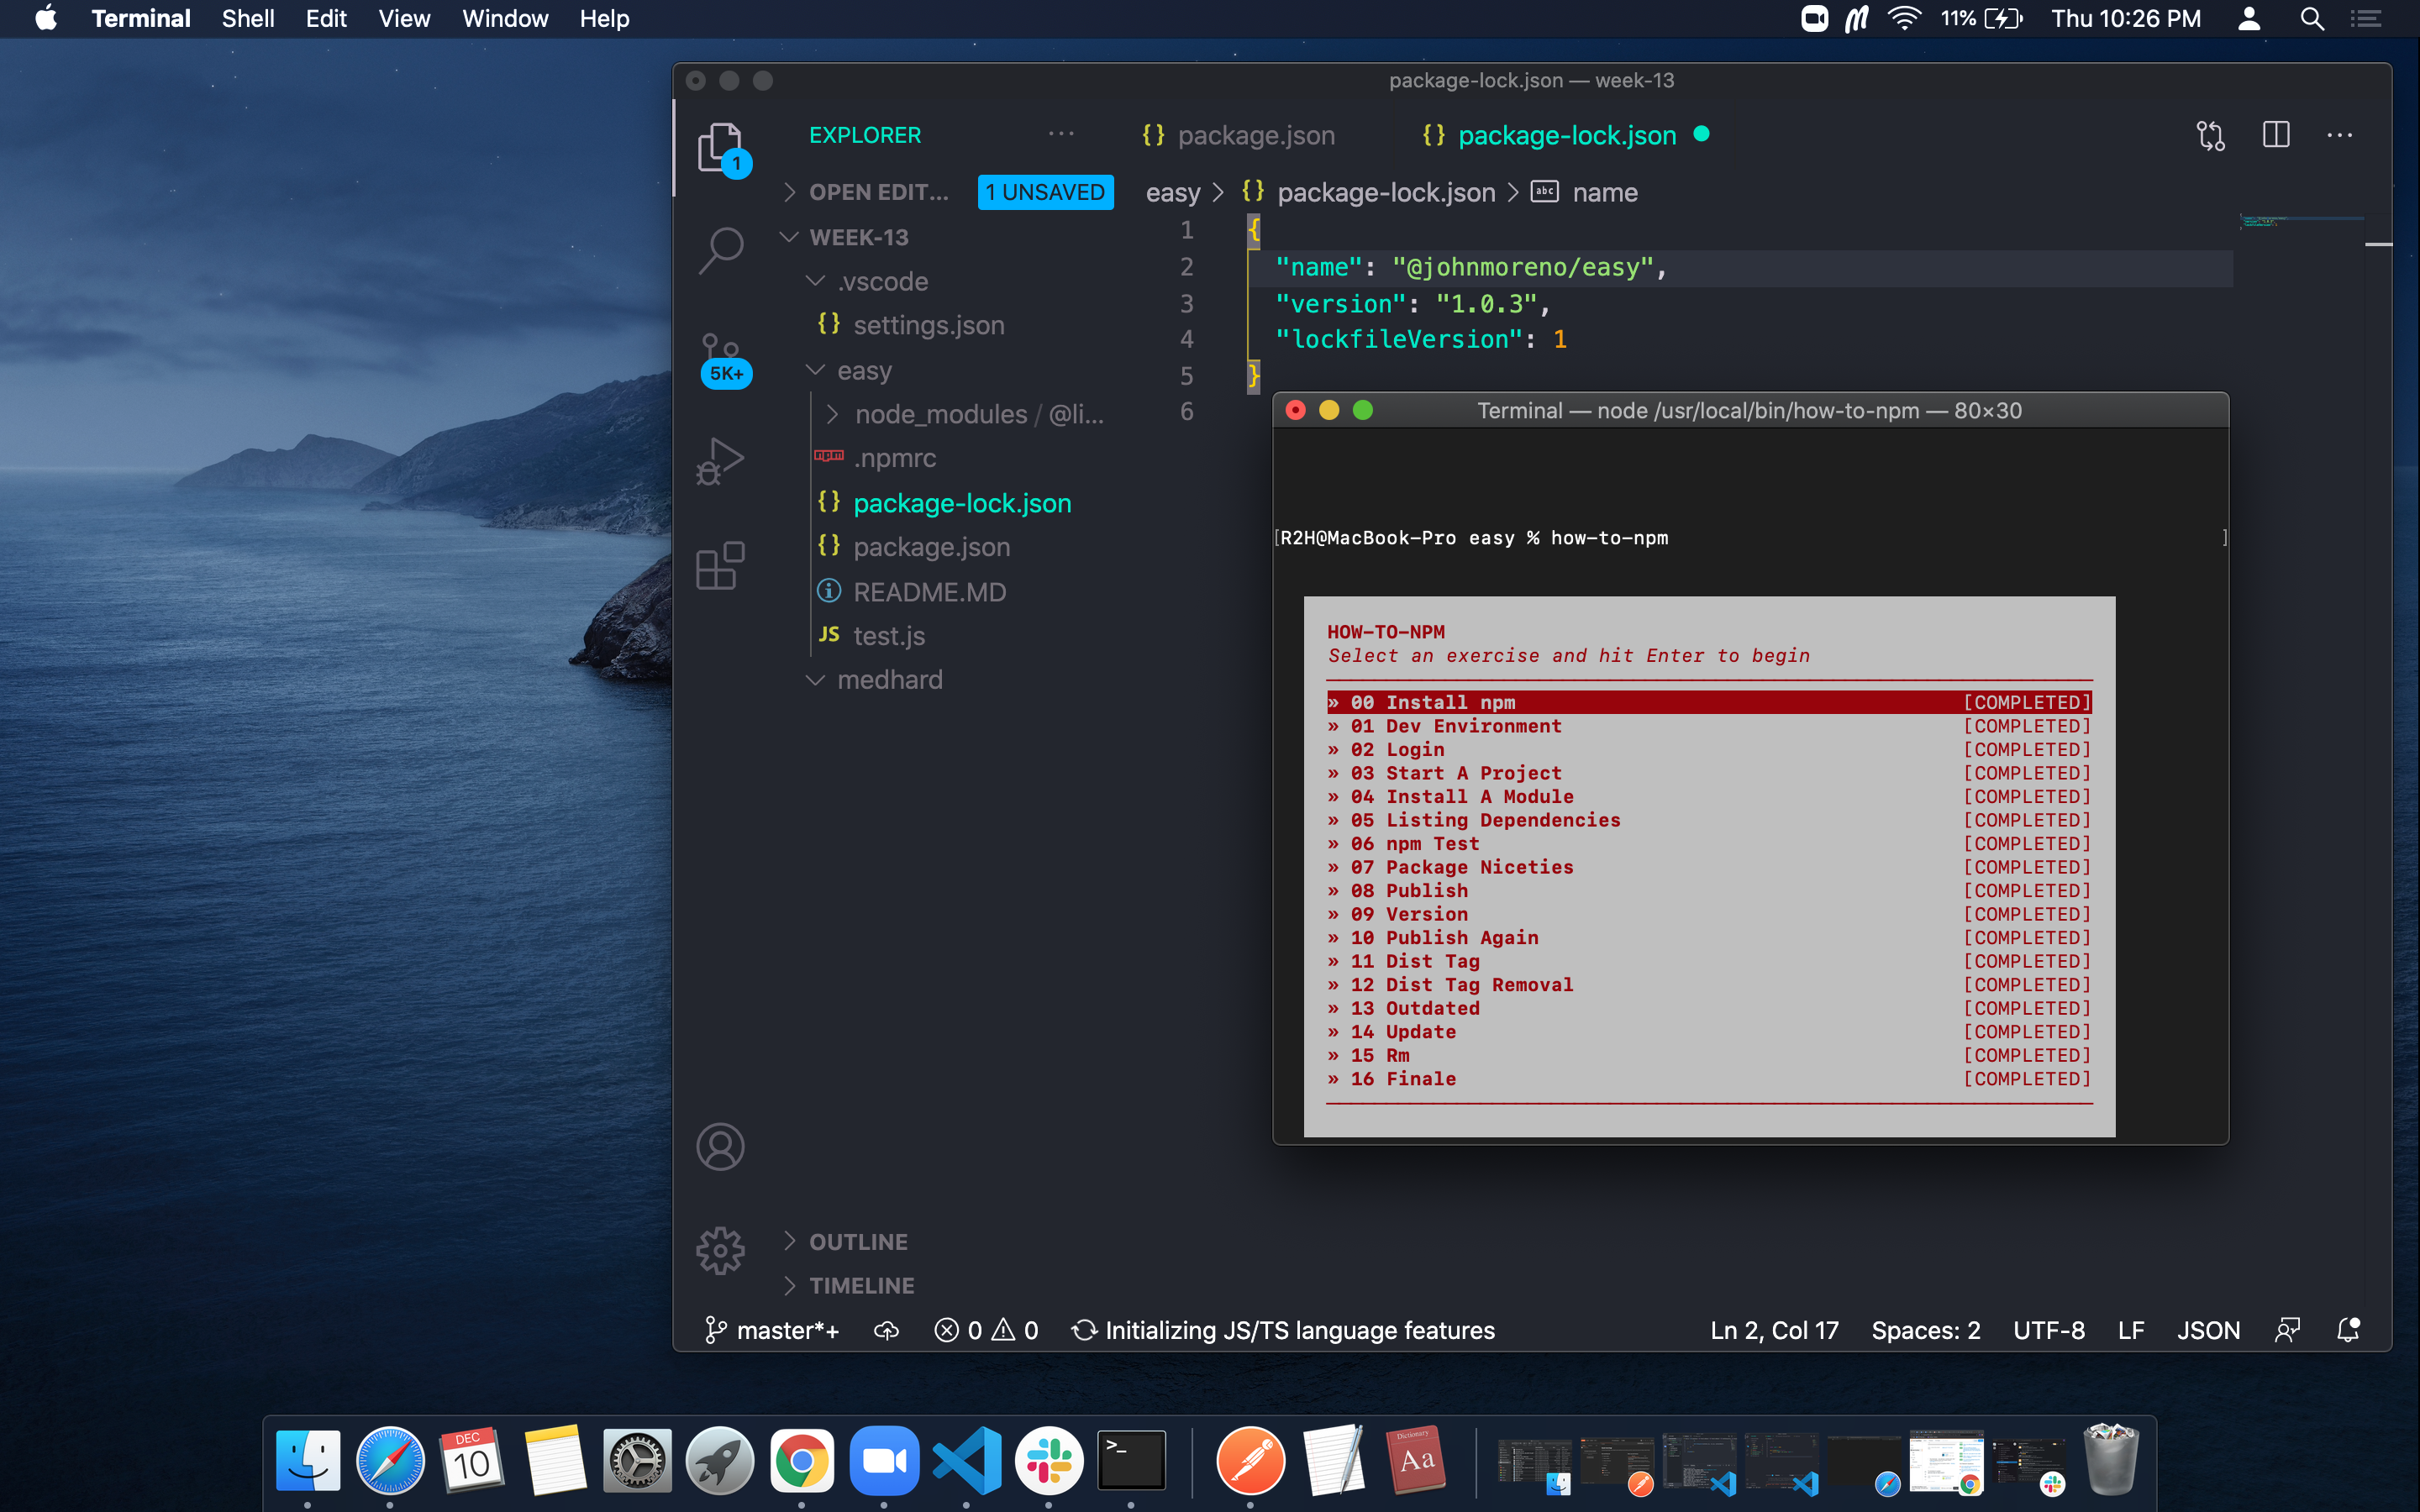 Terminal Shell Edit View Window Help 11% Thu 10:26 PM
package-lock.json — week-13
EXPLORER ··· {} package.json {} package-lock.json ···
1
OPEN EDIT... 1 UNSAVED easy > {} package-lock.json > abc name
WEEK-13
.vscode
{} settings.json
5K+
easy
node_modules / @li...
npm .npmrc
{} package-lock.json
{} package.json
README.MD
JS test.js
medhard
OUTLINE
TIMELINE
1 {
2 "name": "@johnmoreno/easy",
3 "version": "1.0.3",
4 "lockfileVersion": 1
5 }
6
Terminal — node /usr/local/bin/how-to-npm — 80×30
[R2H@MacBook-Pro easy % how-to-npm ]
HOW-TO-NPM
Select an exercise and hit Enter to begin
» 00 Install npm [COMPLETED]
» 01 Dev Environment [COMPLETED]
» 02 Login [COMPLETED]
» 03 Start A Project [COMPLETED]
» 04 Install A Module [COMPLETED]
» 05 Listing Dependencies [COMPLETED]
» 06 npm Test [COMPLETED]
» 07 Package Niceties [COMPLETED]
» 08 Publish [COMPLETED]
» 09 Version [COMPLETED]
» 10 Publish Again [COMPLETED]
» 11 Dist Tag [COMPLETED]
» 12 Dist Tag Removal [COMPLETED]
» 13 Outdated [COMPLETED]
» 14 Update [COMPLETED]
» 15 Rm [COMPLETED]
» 16 Finale [COMPLETED]
master*+ 0 0 Initializing JS/TS language features Ln 2, Col 17 Spaces: 2 UTF-8 LF JSON
DEC
10
>_
Dictionary
Aa